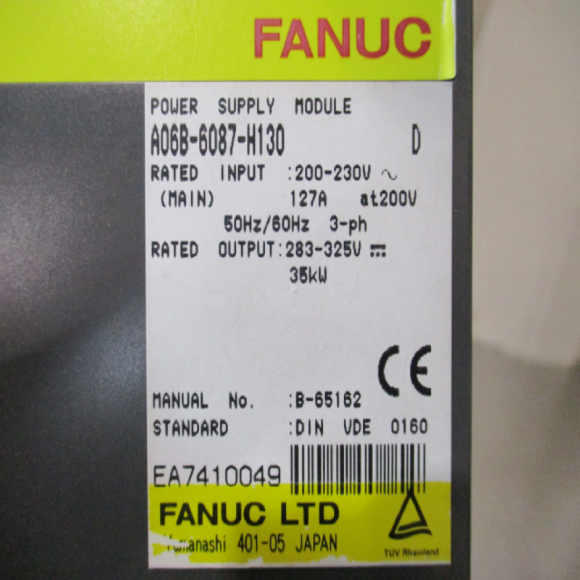 FANUC
POWER SUPPLY MODULE
A06B-6087-H130 D
RATED INPUT :200-230V ~
(MAIN) 127A at200V
50Hz/60Hz 3-ph
RATED OUTPUT:283-325V ⎓
35kW
CE
MANUAL No. :B-65162
STANDARD :DIN VDE 0160
EA7410049
FANUC LTD
Yamanashi 401-05 JAPAN
TUV Rheinland